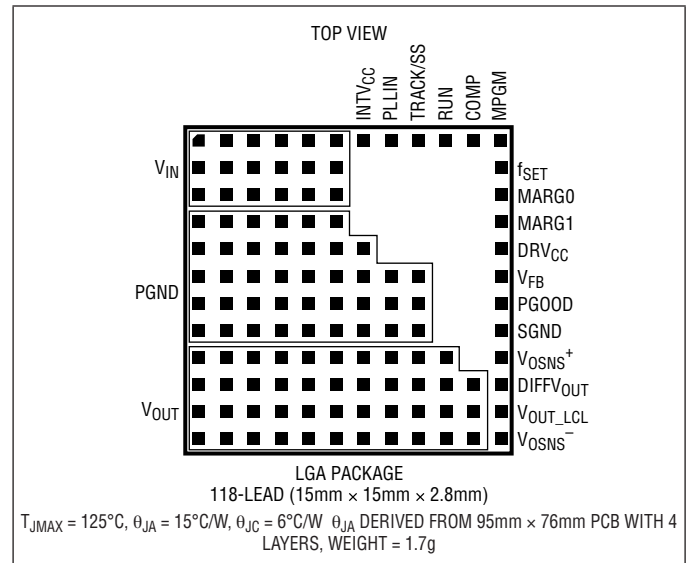 TOP VIEW
INTVCC
PLLIN
TRACK/SS
RUN
COMP
MPGM
VIN
fSET
MARG0
MARG1
DRVCC
PGND
VFB
PGOOD
SGND
VOSNS+
DIFFVOUT
VOUT
VOUT_LCL
VOSNS–
LGA PACKAGE
118-LEAD (15mm × 15mm × 2.8mm)
TJMAX = 125°C, θJA = 15°C/W, θJC = 6°C/W θJA DERIVED FROM 95mm × 76mm PCB WITH 4
LAYERS, WEIGHT = 1.7g